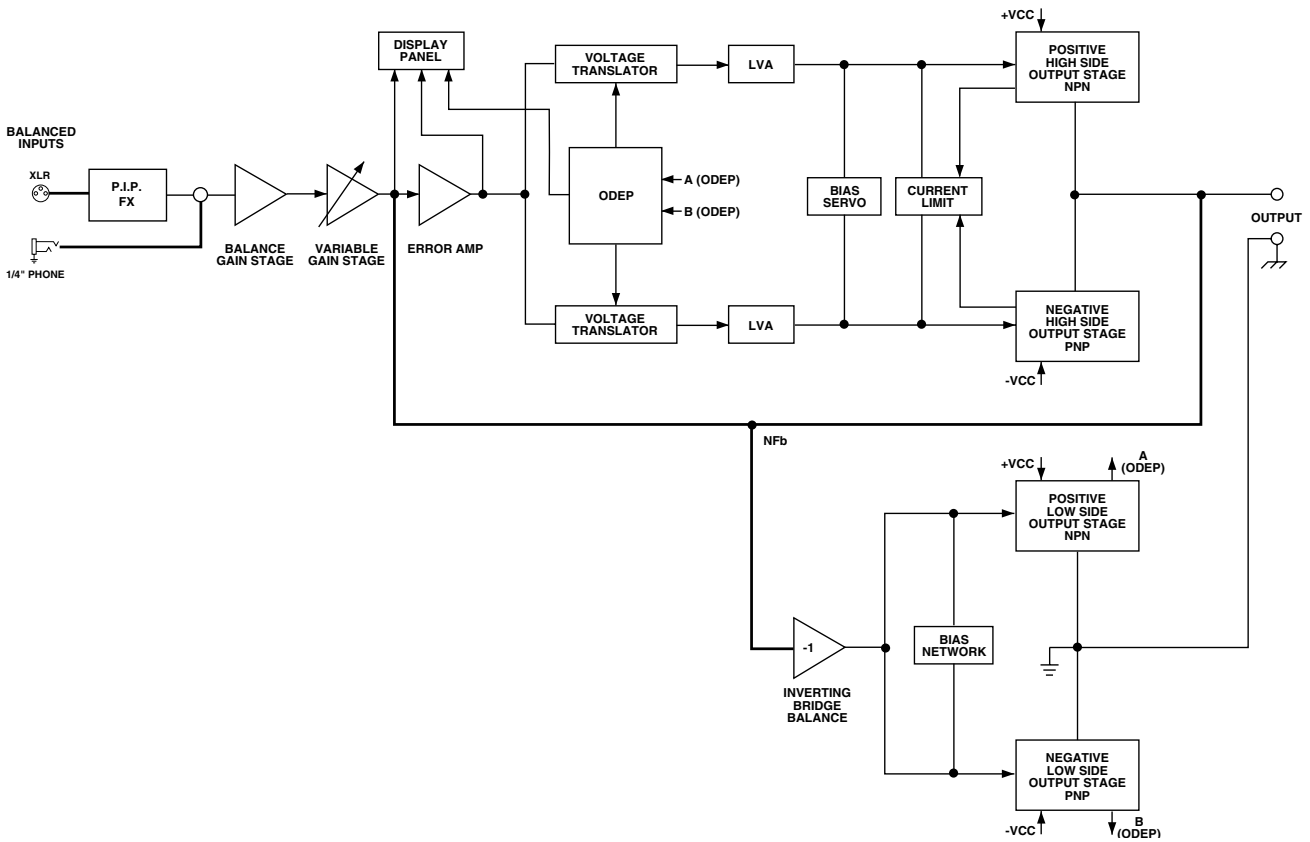 +VCC
DISPLAY
PANEL
VOLTAGE
TRANSLATOR
LVA
POSITIVE
HIGH SIDE
OUTPUT STAGE
NPN
BALANCED
INPUTS
XLR
P.I.P.
FX
1/4" PHONE
BALANCE
GAIN STAGE
VARIABLE
GAIN STAGE
ERROR AMP
ODEP
A (ODEP)
B (ODEP)
BIAS
SERVO
CURRENT
LIMIT
OUTPUT
VOLTAGE
TRANSLATOR
LVA
NEGATIVE
HIGH SIDE
OUTPUT STAGE
PNP
-VCC
NFb
+VCC
A
(ODEP)
POSITIVE
LOW SIDE
OUTPUT STAGE
NPN
-1
INVERTING
BRIDGE
BALANCE
BIAS
NETWORK
NEGATIVE
LOW SIDE
OUTPUT STAGE
PNP
-VCC
B
(ODEP)